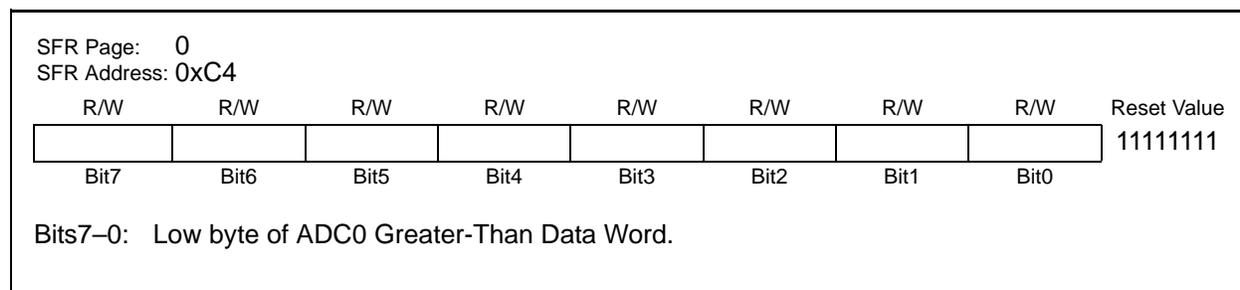 SFR Page: 0
SFR Address: 0xC4
R/W R/W R/W R/W R/W R/W R/W R/W Reset Value
11111111
Bit7 Bit6 Bit5 Bit4 Bit3 Bit2 Bit1 Bit0
Bits7–0: Low byte of ADC0 Greater-Than Data Word.